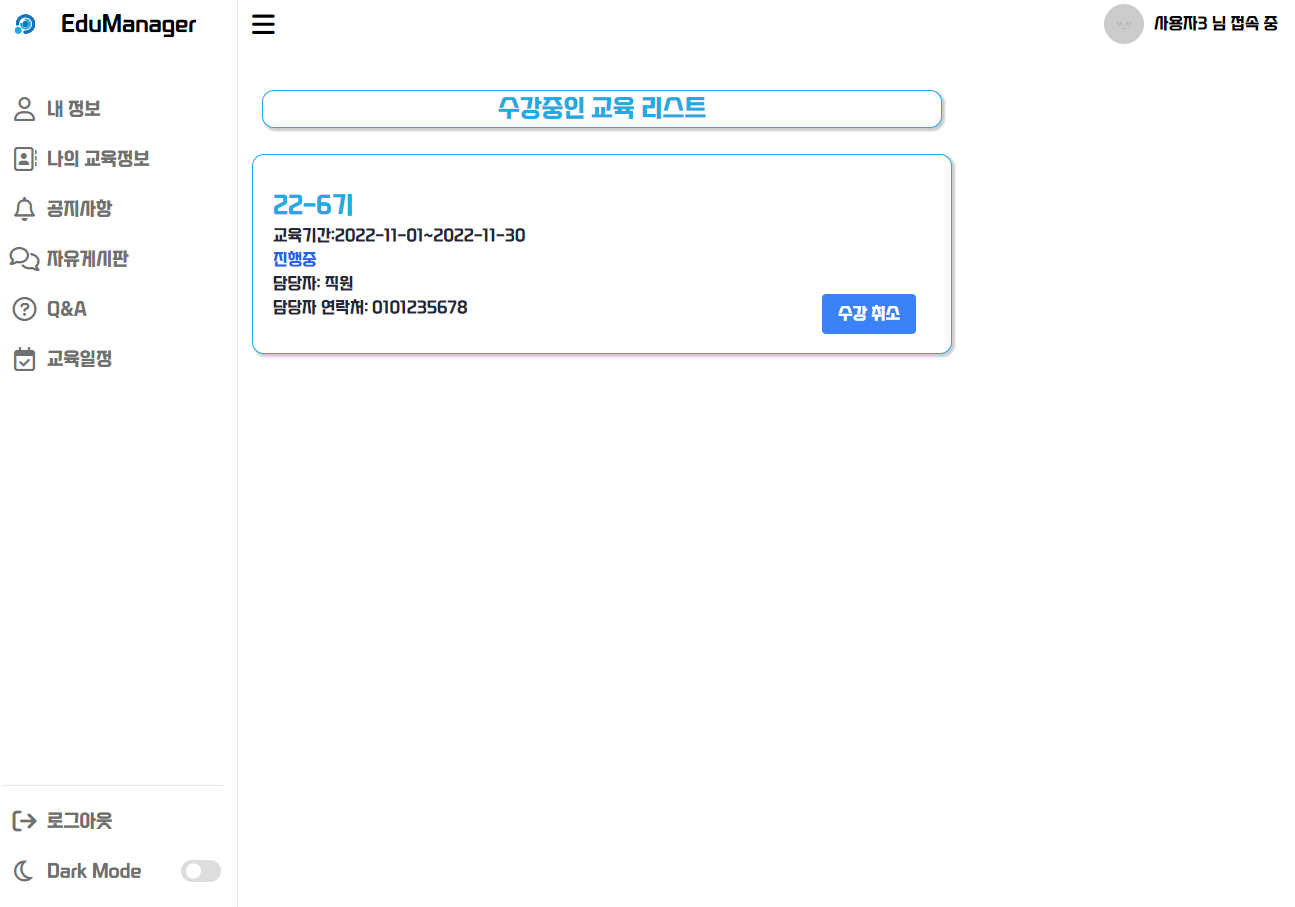 EduManager
사용자3 님 접속 중
내 정보
나의 교육정보
공지사항
자유게시판
Q&A
교육일정
수강중인 교육 리스트
22-6기
교육기간:2022-11-01~2022-11-30
진행중
담당자: 직원
담당자 연락처: 0101235678
수강 취소
로그아웃
Dark Mode